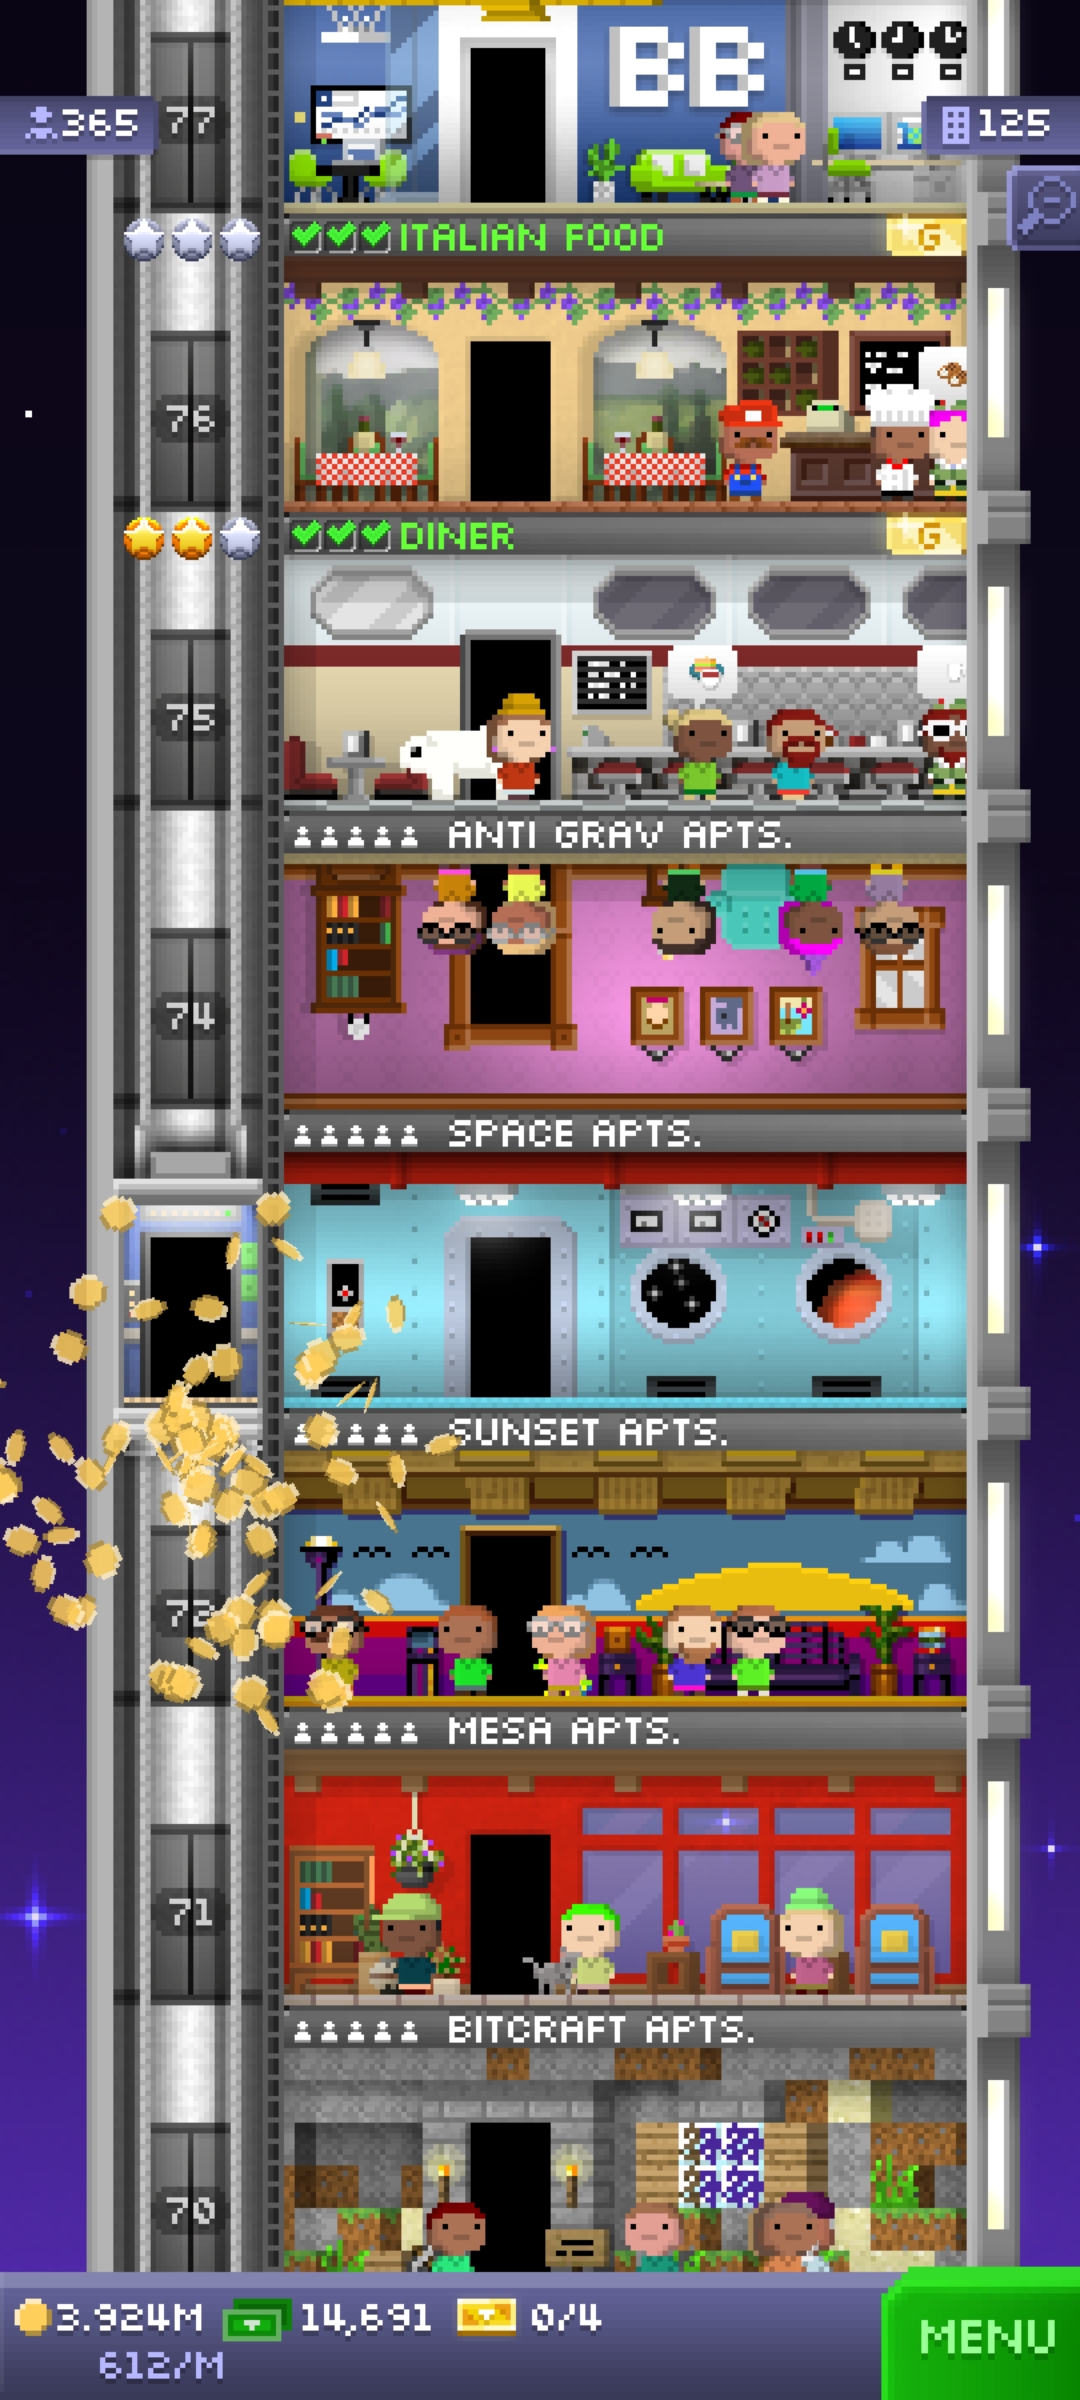 BB
365
77
125
ITALIAN FOOD
G
76
DINER
G
75
ANTI GRAV APTS.
74
SPACE APTS.
SUNSET APTS.
72
MESA APTS.
71
BITCRAFT APTS.
70
3.924M
14,691
0/4
612/M
MENU